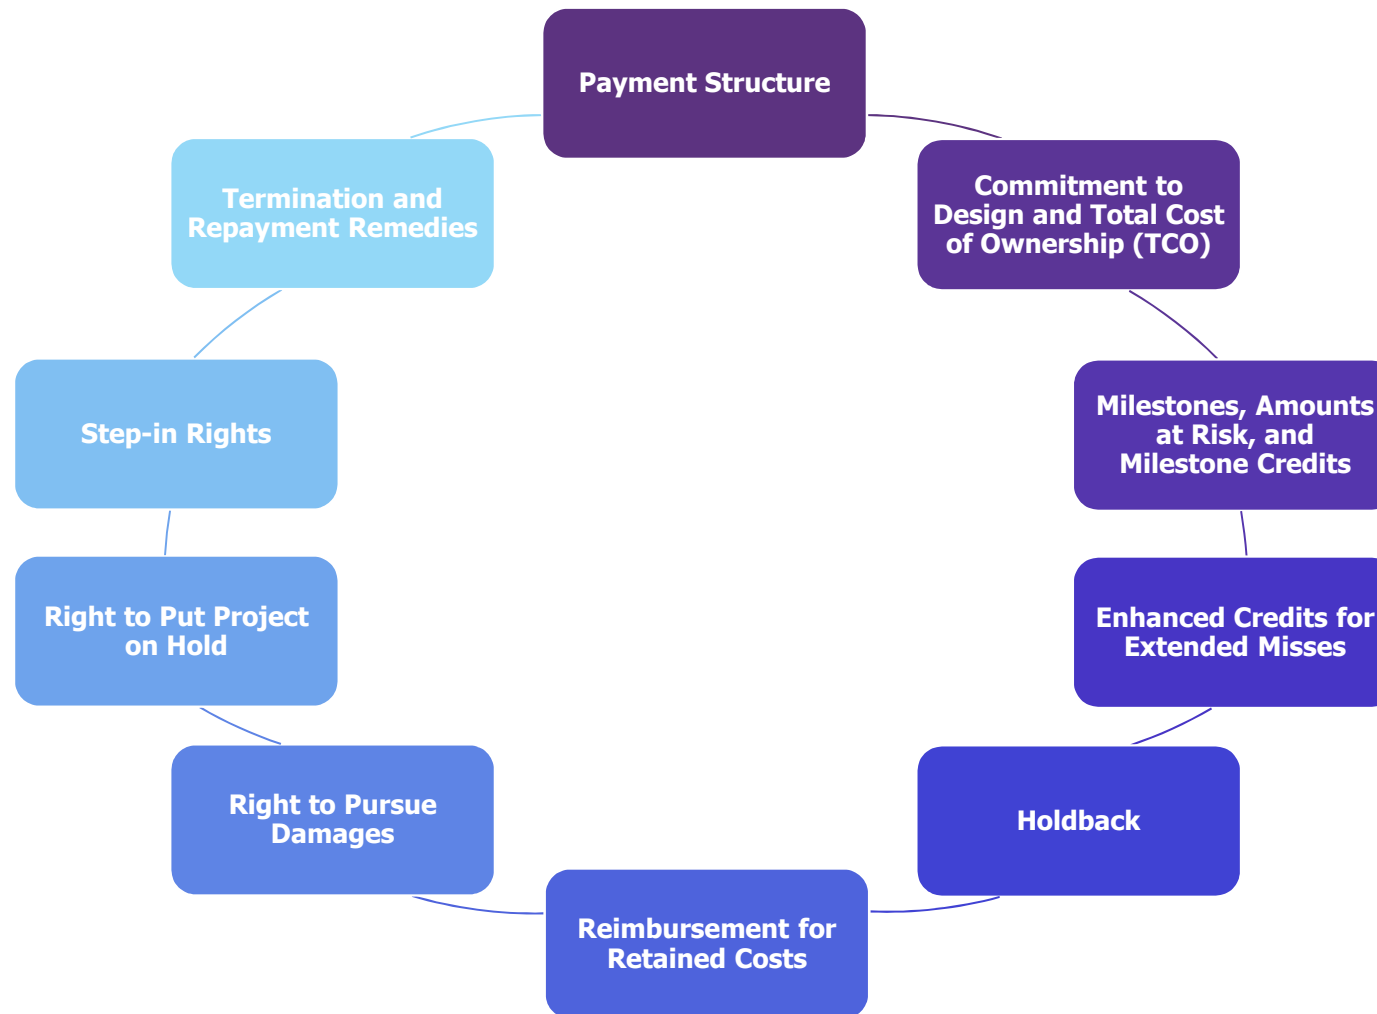 Payment Structure
Commitment to
Design and Total Cost
of Ownership (TCO)
Milestones, Amounts
at Risk, and
Milestone Credits
Enhanced Credits for
Extended Misses
Holdback
Reimbursement for
Retained Costs
Right to Pursue
Damages
Right to Put Project
on Hold
Step-in Rights
Termination and
Repayment Remedies